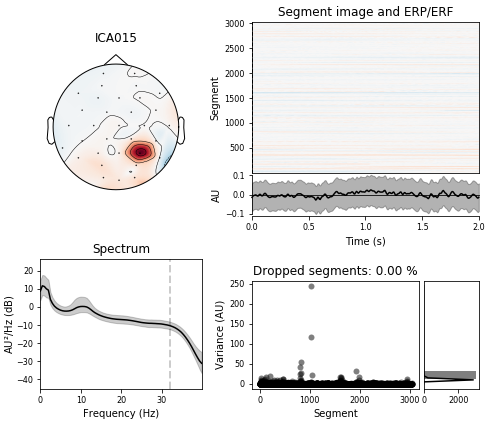 ICA015
Segment image and ERP/ERF
3000
2500
2000
1500
1000
500
Segment
0.1
0.0
−0.1
AU
0.0 0.5 1.0 1.5 2.0
Time (s)
Spectrum
20
10
0
−10
−20
−30
−40
AU²/Hz (dB)
0 10 20 30
Frequency (Hz)
Dropped segments: 0.00 %
250
200
150
100
50
0
Variance (AU)
0 1000 2000 3000
Segment
0 2000